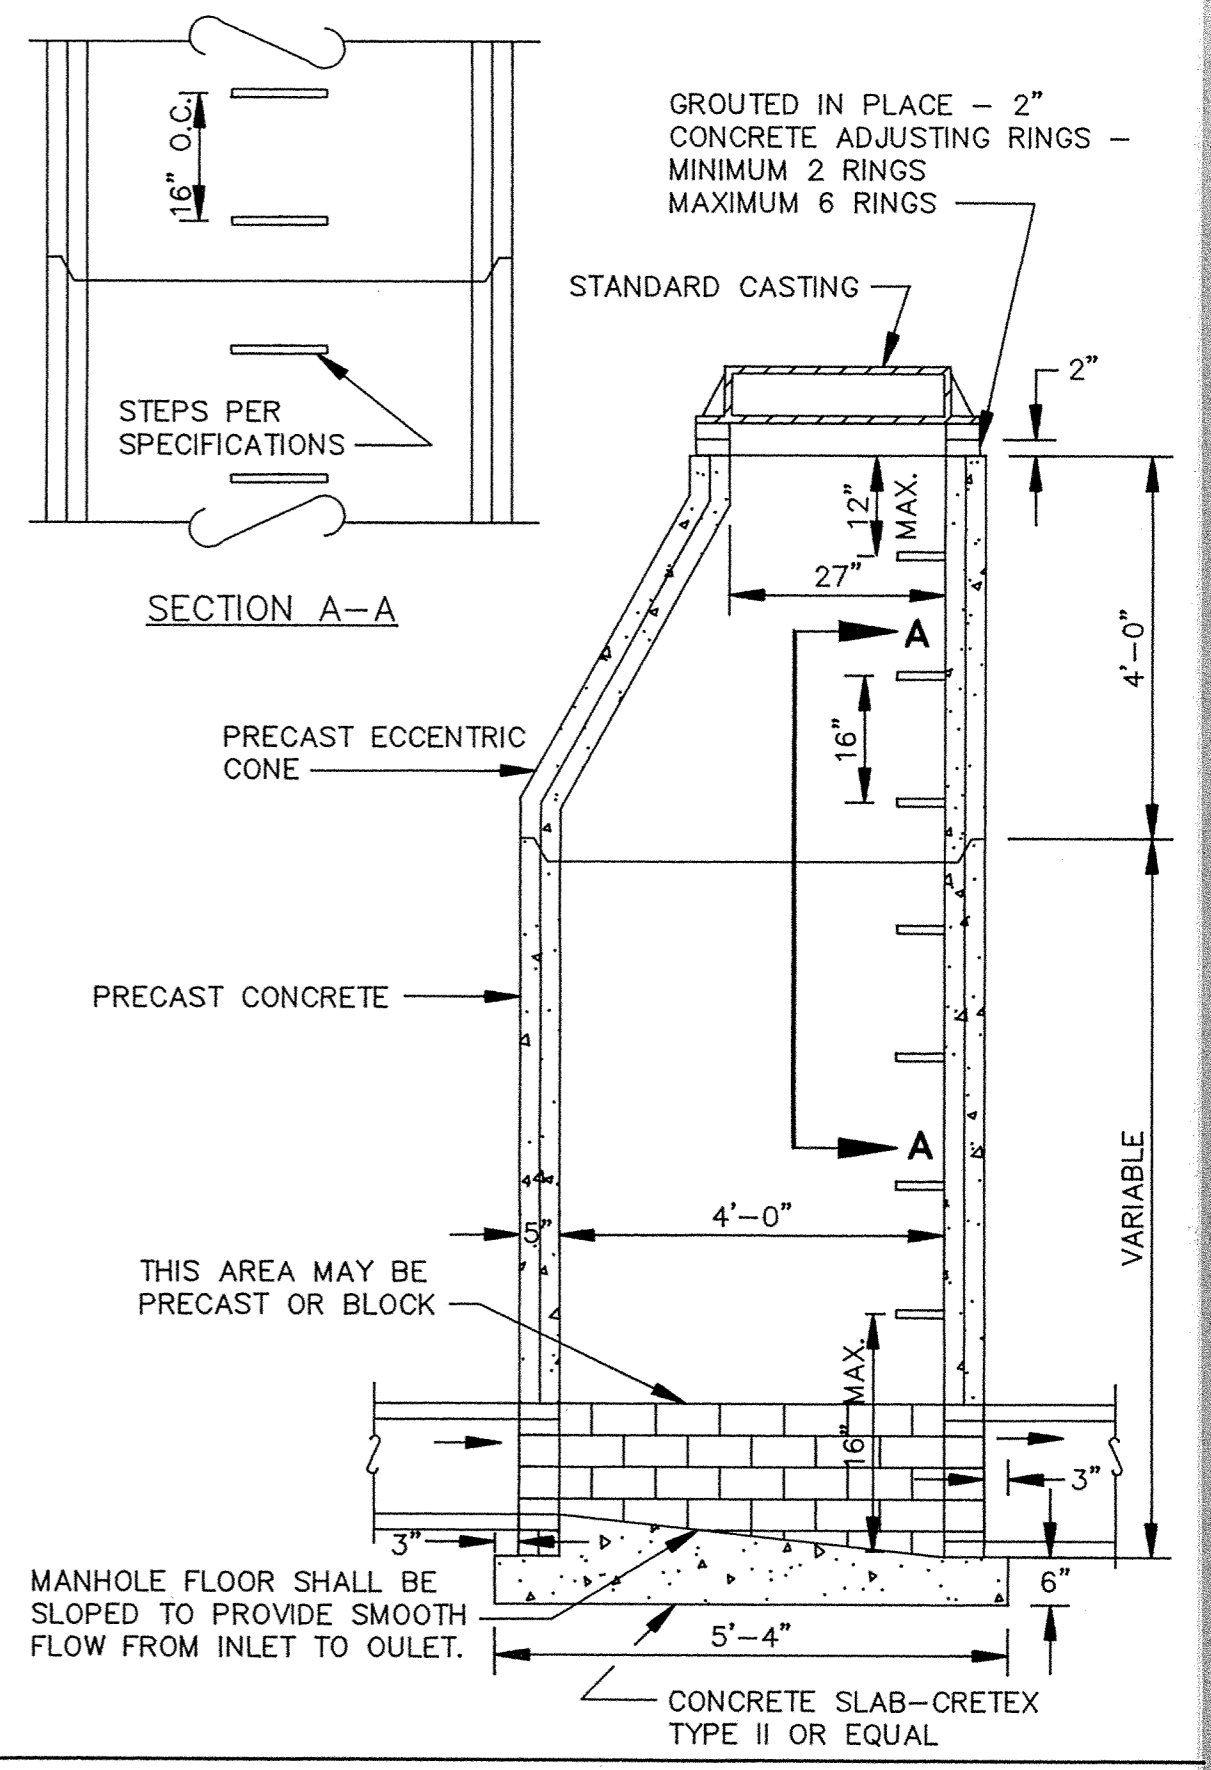 16" O.C.
STEPS PER
SPECIFICATIONS
SECTION A-A
GROUTED IN PLACE - 2"
CONCRETE ADJUSTING RINGS -
MINIMUM 2 RINGS
MAXIMUM 6 RINGS
STANDARD CASTING
2"
12" MAX.
27"
A
4'-0"
16"
PRECAST ECCENTRIC
CONE
PRECAST CONCRETE
A
VARIABLE
5"
4'-0"
THIS AREA MAY BE
PRECAST OR BLOCK
16" MAX.
3"
3"
6"
MANHOLE FLOOR SHALL BE
SLOPED TO PROVIDE SMOOTH
FLOW FROM INLET TO OULET.
5'-4"
CONCRETE SLAB-CRETEX
TYPE II OR EQUAL